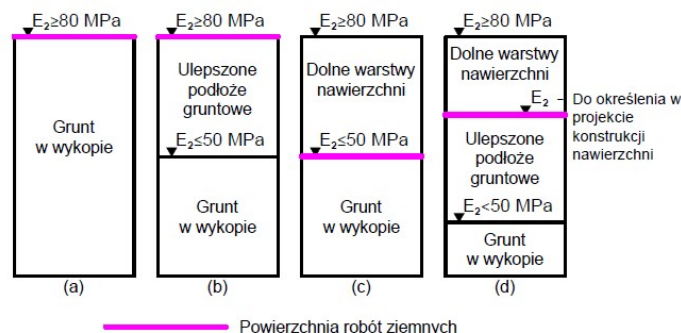 E₂≥80 MPa
Grunt
w wykopie
(a)
E₂≥80 MPa
Ulepszone
podłoże
gruntowe
E₂≤50 MPa
Grunt
w wykopie
(b)
E₂≥80 MPa
Dolne warstwy
nawierzchni
E₂≤50 MPa
Grunt
w wykopie
(c)
E₂≥80 MPa
Dolne warstwy
nawierzchni
E₂ - Do określenia w
projekcie
konstrukcji
nawierzchni
Ulepszone
podłoże
gruntowe
E₂<50 MPa
Grunt
w wykopie
(d)
Powierzchnia robót ziemnych